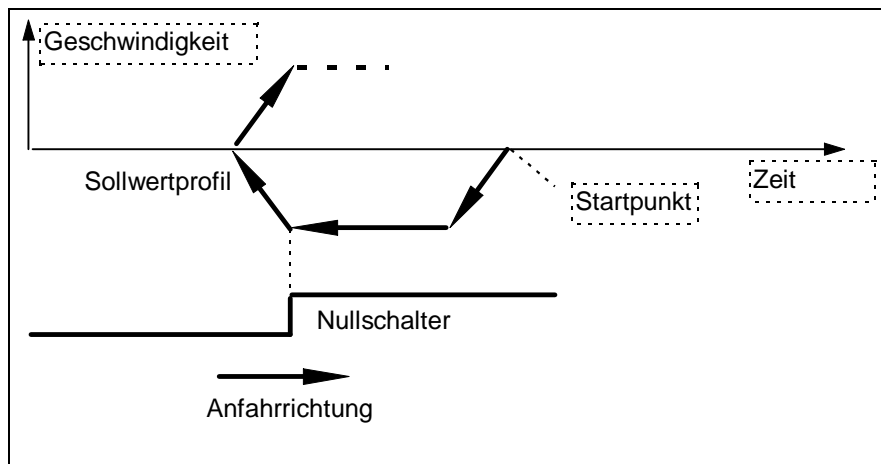 Geschwindigkeit
Sollwertprofil
Zeit
Startpunkt
Nullschalter
Anfahrrichtung